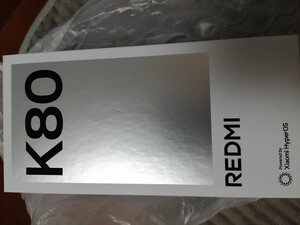 K80
REDMI
Powered by
Xiaomi HyperOS